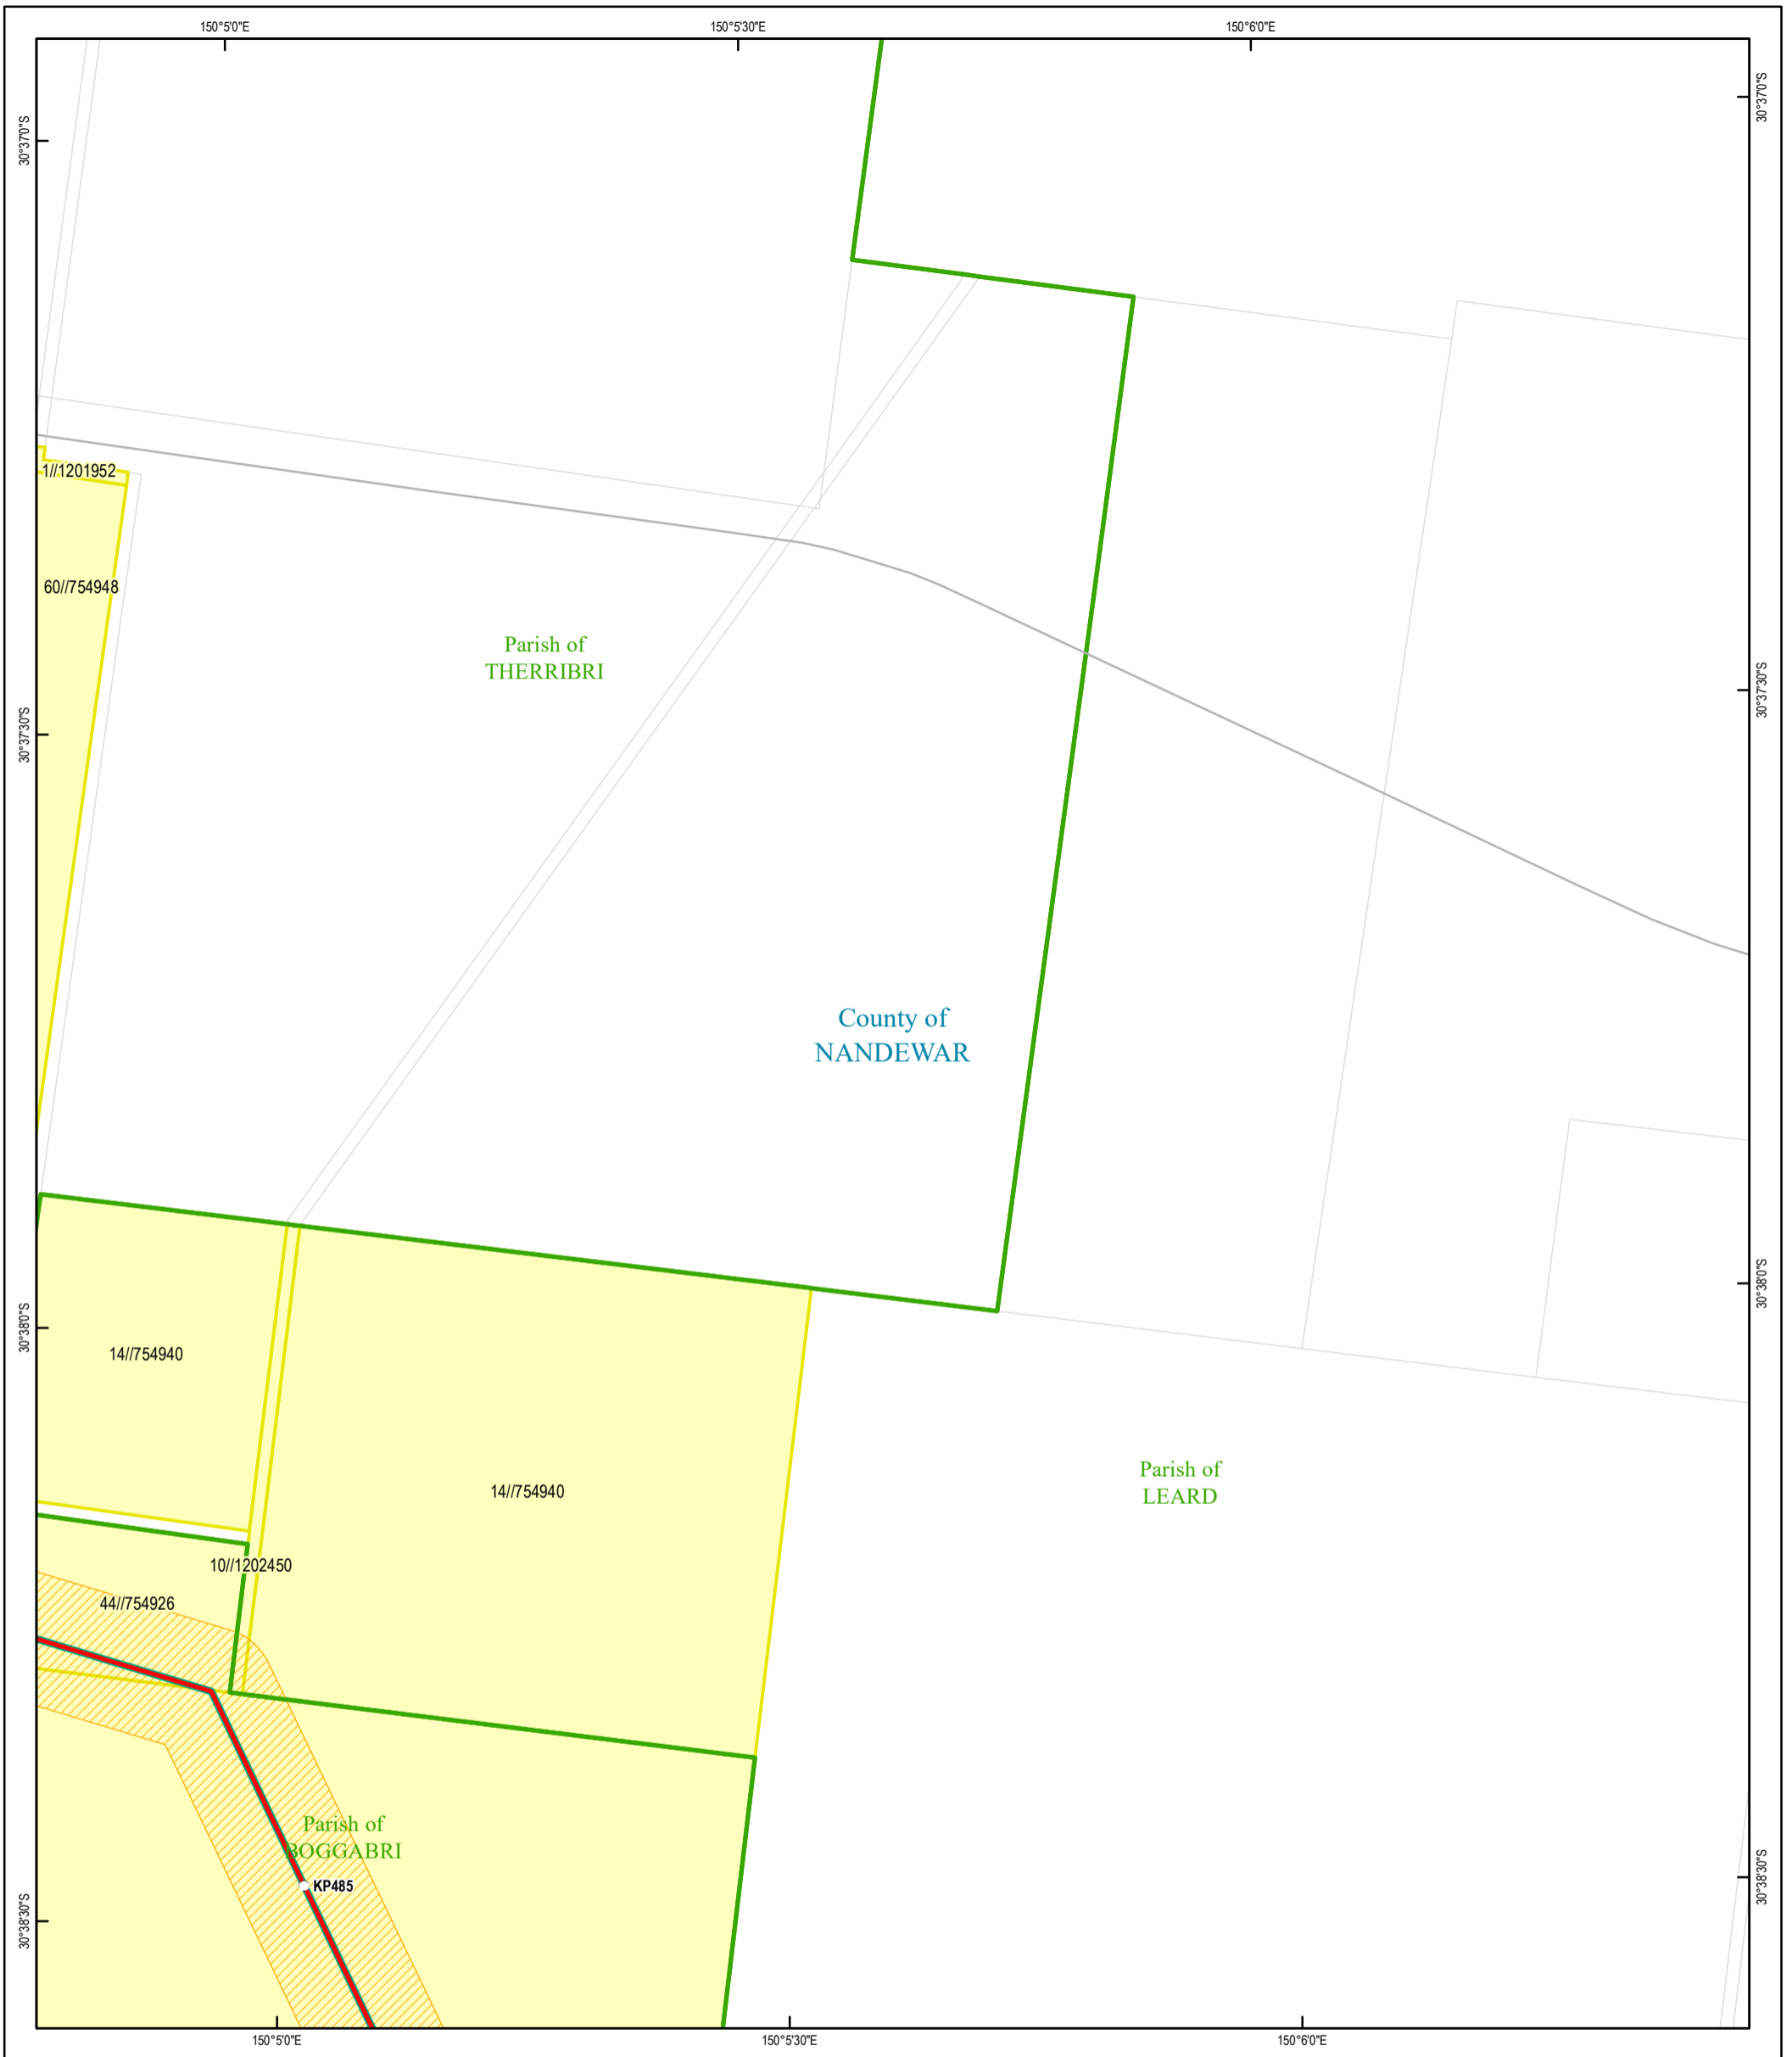 150°5'0"E
150°5'30"E
150°6'0"E
30°37'0"S
30°37'0"S
1//1201952
60//754948
Parish of
THERRIBRI
30°37'30"S
30°37'30"S
County of
NANDEWAR
30°38'0"S
30°38'0"S
14//754940
14//754940
Parish of
LEARD
10//1202450
44//754926
Parish of
BOGGABRI
KP485
30°38'30"S
30°38'30"S
150°5'0"E
150°5'30"E
150°6'0"E